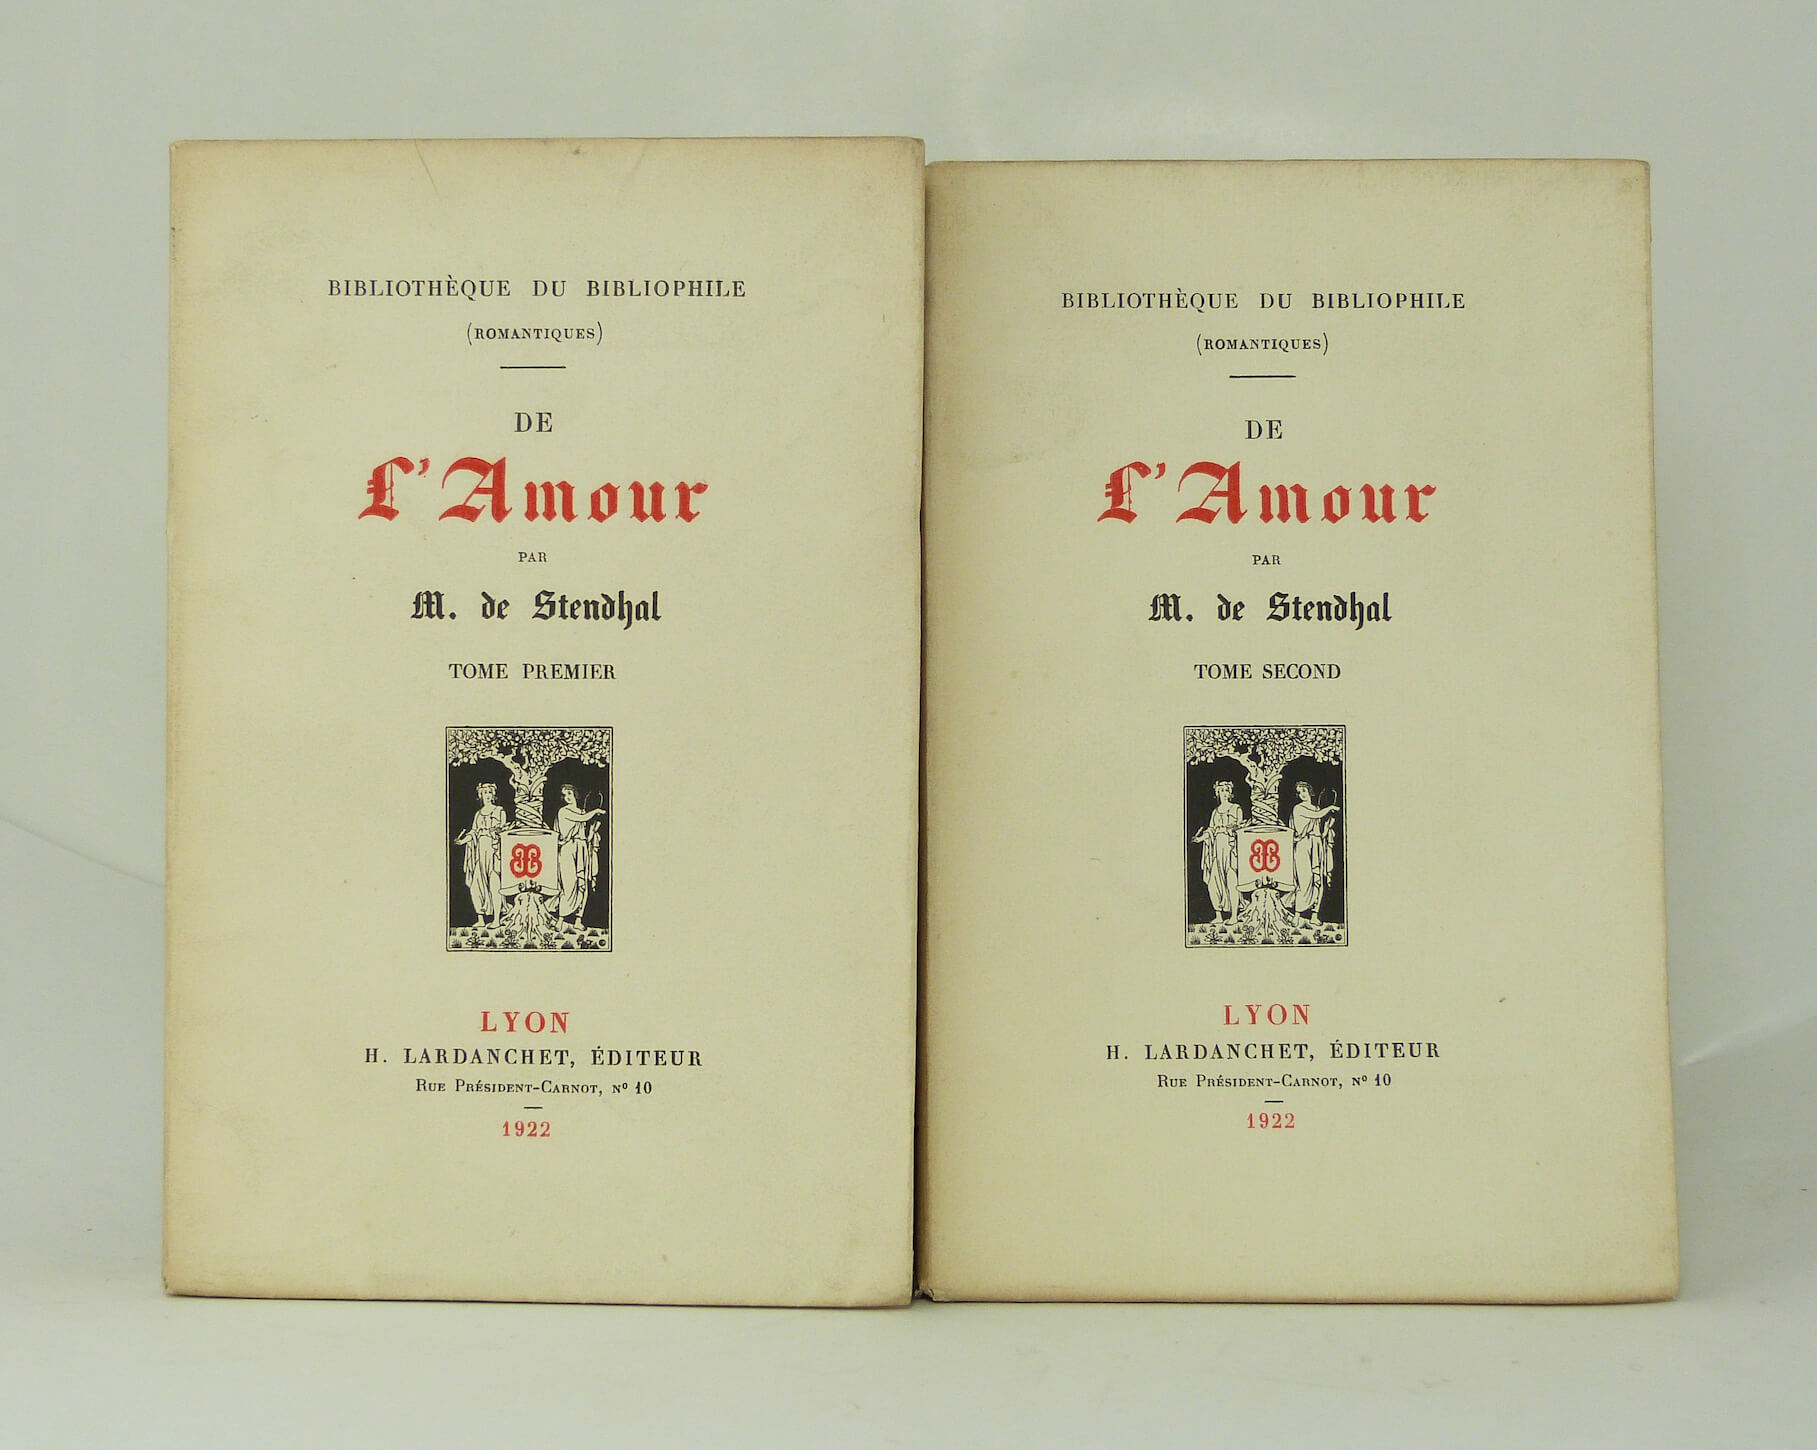 BIBLIOTHÈQUE DU BIBLIOPHILE
(ROMANTIQUES)
DE
L'Amour
PAR
M. de Stendhal
TOME PREMIER
LYON
H. LARDANCHET, ÉDITEUR
RUE PRÉSIDENT-CARNOT, Nº 10
1922
BIBLIOTHÈQUE DU BIBLIOPHILE
(ROMANTIQUES)
DE
L'Amour
PAR
M. de Stendhal
TOME SECOND
LYON
H. LARDANCHET, ÉDITEUR
RUE PRÉSIDENT-CARNOT, Nº 10
1922